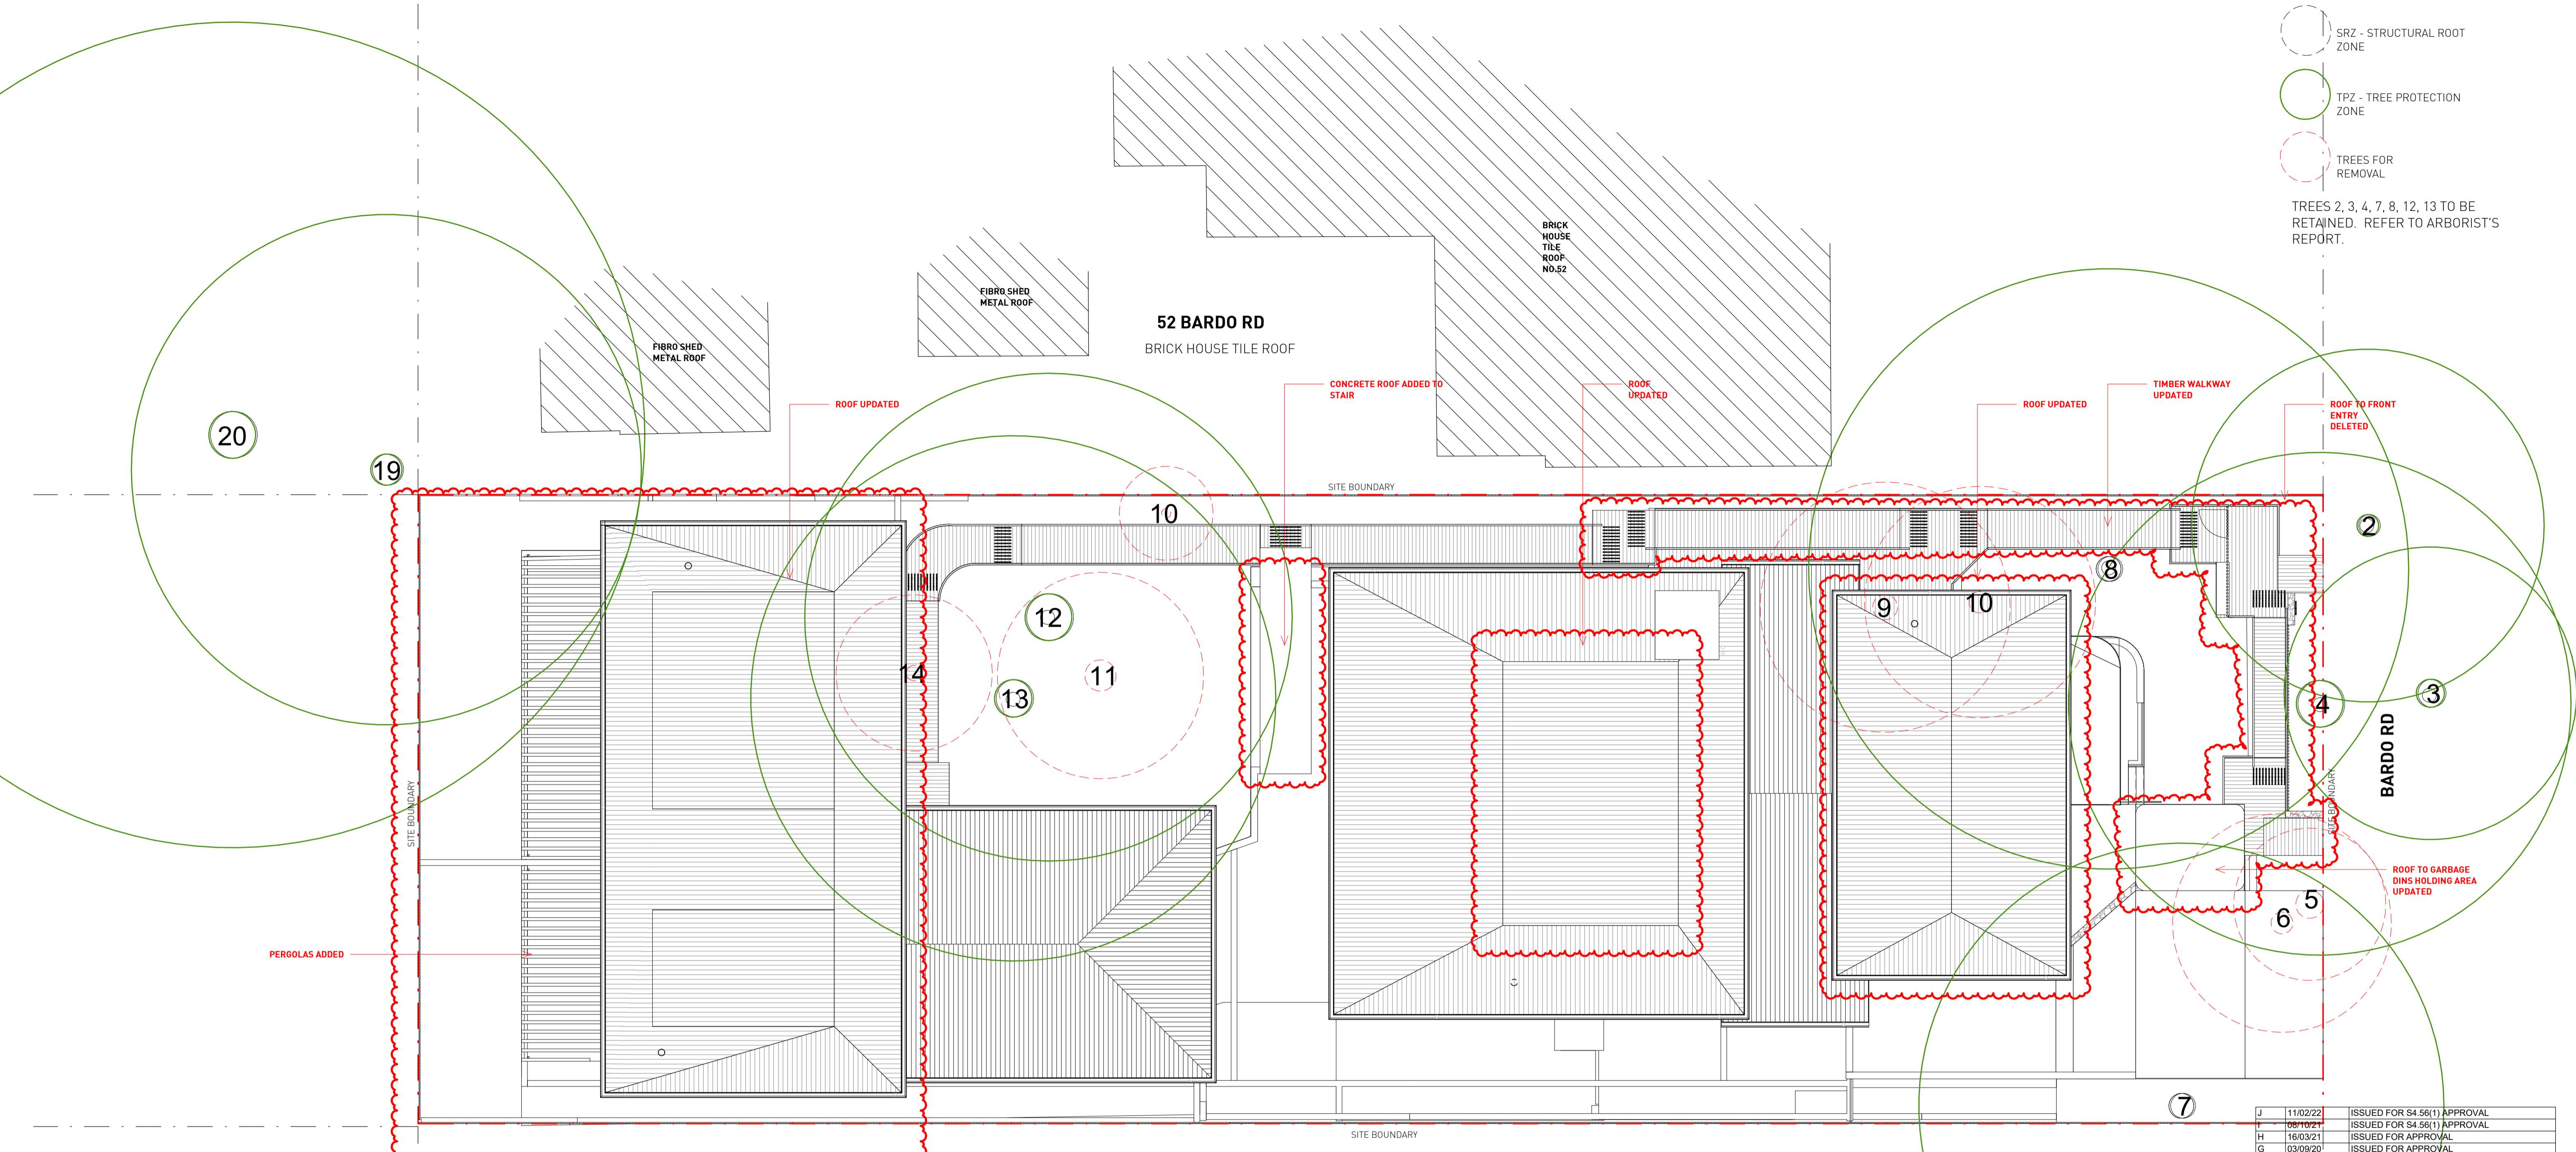 SRZ - STRUCTURAL ROOT
ZONE
TPZ - TREE PROTECTION
ZONE
TREES FOR
REMOVAL
TREES 2, 3, 4, 7, 8, 12, 13 TO BE
RETAINED. REFER TO ARBORIST'S
REPORT.
BRICK
HOUSE
TILE
ROOF
NO.52
FIBRO SHED
METAL ROOF
FIBRO SHED
METAL ROOF
52 BARDO RD
BRICK HOUSE TILE ROOF
ROOF UPDATED
CONCRETE ROOF ADDED TO
STAIR
ROOF
UPDATED
ROOF UPDATED
TIMBER WALKWAY
UPDATED
ROOF TO FRONT
ENTRY
DELETED
20
19
SITE BOUNDARY
10
2
8
12
9
10
14
11
13
3
4
BARDO RD
SITE BOUNDARY
SITE BOUNDARY
ROOF TO GARBAGE
DINS HOLDING AREA
UPDATED
5
6
PERGOLAS ADDED
7
SITE BOUNDARY
J 11/02/22 ISSUED FOR S4.56(1) APPROVAL
I 08/10/21 ISSUED FOR S4.56(1) APPROVAL
H 16/03/21 ISSUED FOR APPROVAL
G 03/09/20 ISSUED FOR APPROVAL